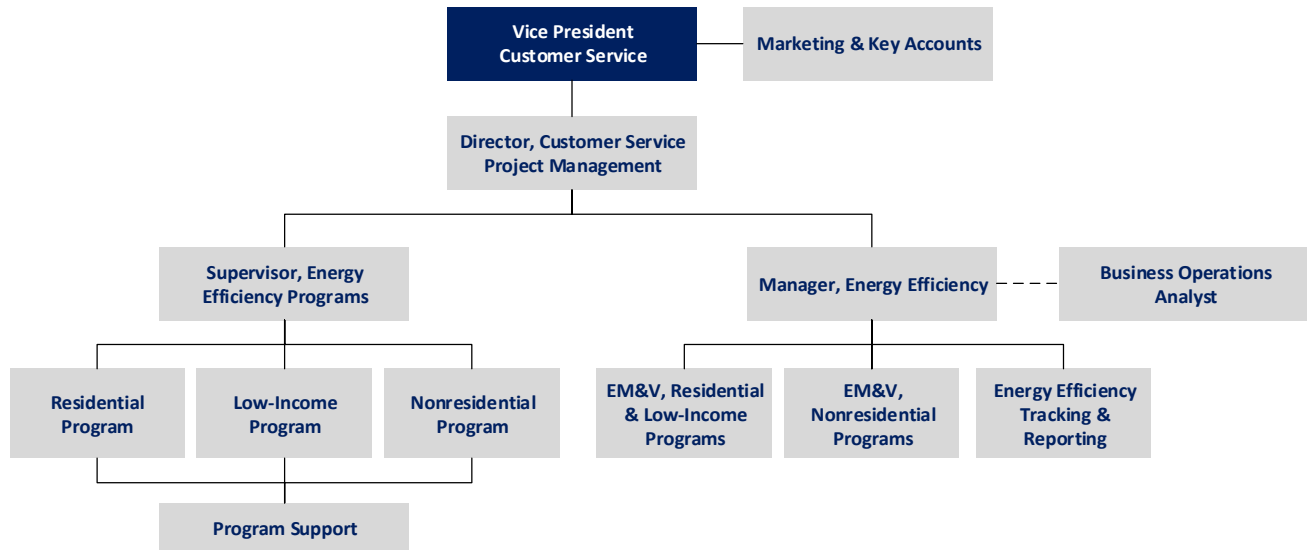 Vice President
Customer Service
Marketing & Key Accounts
Director, Customer Service
Project Management
Supervisor, Energy
Efficiency Programs
Manager, Energy Efficiency
Business Operations
Analyst
Residential
Program
Low-Income
Program
Nonresidential
Program
EM&V, Residential
& Low-Income
Programs
EM&V,
Nonresidential
Programs
Energy Efficiency
Tracking &
Reporting
Program Support